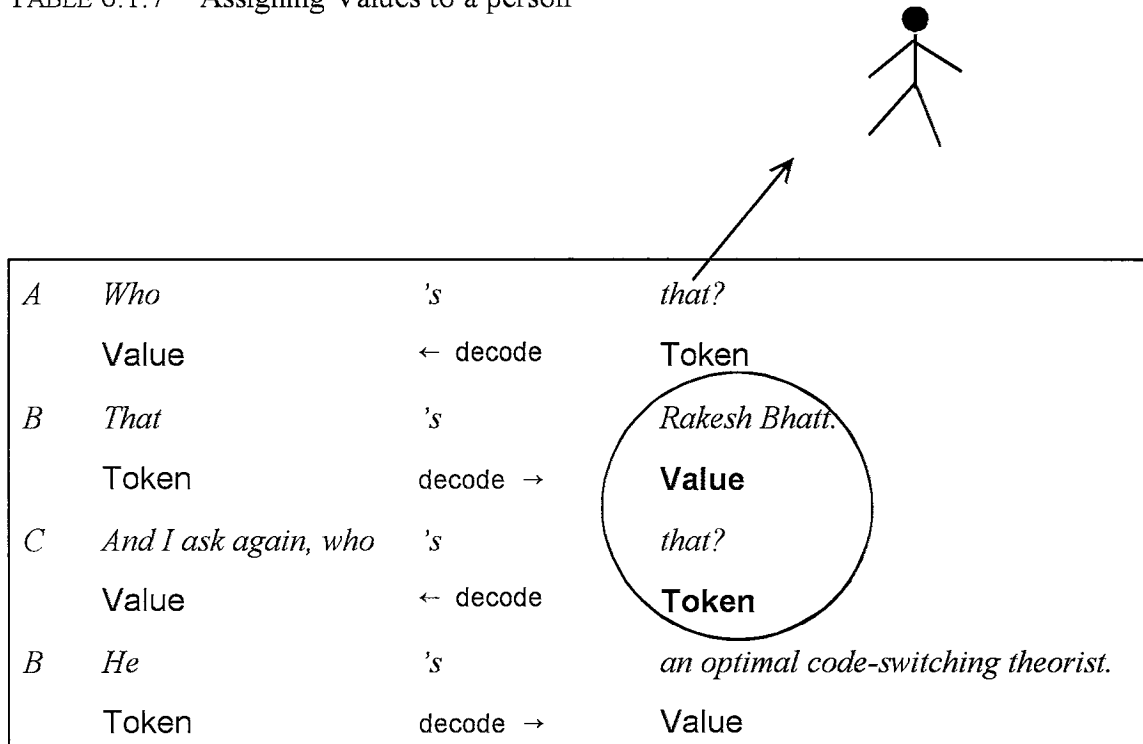 TABLE 6.1.7 Assigning Values to a person
A Who 's that?
Value ← decode Token
B That 's Rakesh Bhatt.
Token decode → Value
C And I ask again, who 's that?
Value ← decode Token
B He 's an optimal code-switching theorist.
Token decode → Value